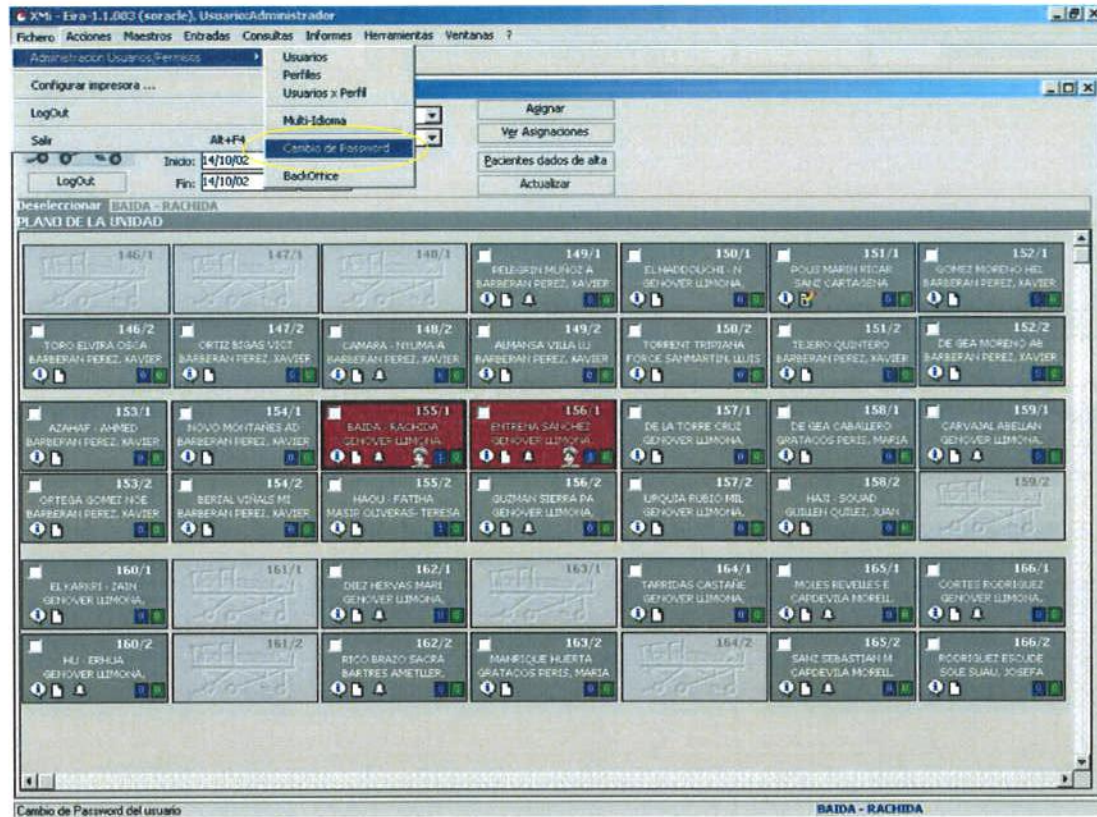 XMi - Eira-1.1.003 (soracle), Usuario:Administrador
Fichero Acciones Maestros Entradas Consultas Informes Herramientas Ventanas ?
Administracion Usuarios/Permisos
Usuarios
Perfiles
Configurar impresora ...
Usuarios x Perfil
LogOut
Multi-Idioma
Asignar
Salir Alt+F4
Cambio de Password
Ver Asignaciones
Inicio: 14/10/02
Pacientes dados de alta
LogOut
Fin: 14/10/02
BackOffice
Actualizar
Deseleccionar BAIDA - RACHIDA
PLANO DE LA UNIDAD
146/1 147/1 148/1 149/1 150/1 151/1 152/1
PELEGRIN MUÑOZ A EL HADDOUCHI - N POLIS MARIN RICAR GOMEZ MORENO HEL
BARBERAN PEREZ, XAVIER GENOVER LLIMONA, SANZ CARTAGENA BARBERAN PEREZ, XAVIER
146/2 147/2 148/2 149/2 150/2 151/2 152/2
TORO ELVIRA OSCA ORTIZ BIGAS VICT CAMARA - NYUMA-A ALMANSA VILLA LU TORRENT TRIPIANA TEJERO QUINTERO DE GEA MORENO AB
BARBERAN PEREZ, XAVIER BARBERAN PEREZ, XAVIER BARBERAN PEREZ, XAVIER BARBERAN PEREZ, XAVIER FORCE SANMARTIN, LLUIS BARBERAN PEREZ, XAVIER BARBERAN PEREZ, XAVIER
153/1 154/1 155/1 156/1 157/1 158/1 159/1
AZAHAF - AHMED NOVO MONTAÑES AD BAIDA - RACHIDA ENTRENA SANCHEZ DE LA TORRE CRUZ DE GEA CABALLERO CARVAJAL ABELLAN
BARBERAN PEREZ, XAVIER BARBERAN PEREZ, XAVIER GENOVER LLIMONA, GENOVER LLIMONA, GENOVER LLIMONA, GRATACOS PERIS, MARIA GENOVER LLIMONA,
153/2 154/2 155/2 156/2 157/2 158/2 159/2
ORTEGA GOMEZ NOE BERTAL VIÑALS MI HAOU - FATIHA GUZMAN SIERRA PA URQUIA RUBIO MIL HAJI - SOUAD
BARBERAN PEREZ, XAVIER BARBERAN PEREZ, XAVIER MASIP OLIVERAS- TERESA GENOVER LLIMONA, GENOVER LLIMONA, GUILLEN QUILEZ, JUAN
160/1 161/1 162/1 163/1 164/1 165/1 166/1
EL KARKRI - ZAIN DIEZ HERVAS MARI TARRIDAS CASTAÑE MOLES REVELLES E CORTES RODRIGUEZ
GENOVER LLIMONA, GENOVER LLIMONA, GENOVER LLIMONA, CAPDEVILA MORELL, GENOVER LLIMONA,
160/2 161/2 162/2 163/2 164/2 165/2 166/2
HU - ERHUA RICO BRAZO SACRA MANRIQUE HUERTA SANZ SEBASTIAN M RODRIGUEZ ESCUDE
GENOVER LLIMONA, BARTRES AMETLLER, GRATACOS PERIS, MARIA CAPDEVILA MORELL, SOLE SUAU, JOSEFA
Cambio de Password del usuario BAIDA - RACHIDA